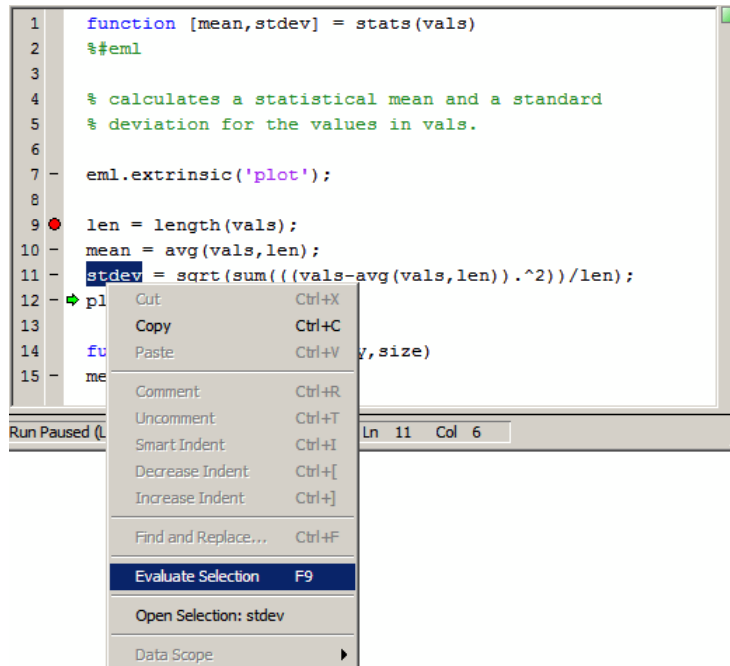 1 function [mean,stdev] = stats(vals)
2 %#eml
3
4 % calculates a statistical mean and a standard
5 % deviation for the values in vals.
6
7 - eml.extrinsic('plot');
8
9 len = length(vals);
10 - mean = avg(vals,len);
11 - stdev = sqrt(sum(((vals-avg(vals,len)).^2))/len);
12 - pl
13
14 fu y,size)
15 - me
Run Paused (L Ln 11 Col 6
Cut Ctrl+X
Copy Ctrl+C
Paste Ctrl+V
Comment Ctrl+R
Uncomment Ctrl+T
Smart Indent Ctrl+I
Decrease Indent Ctrl+[
Increase Indent Ctrl+]
Find and Replace... Ctrl+F
Evaluate Selection F9
Open Selection: stdev
Data Scope